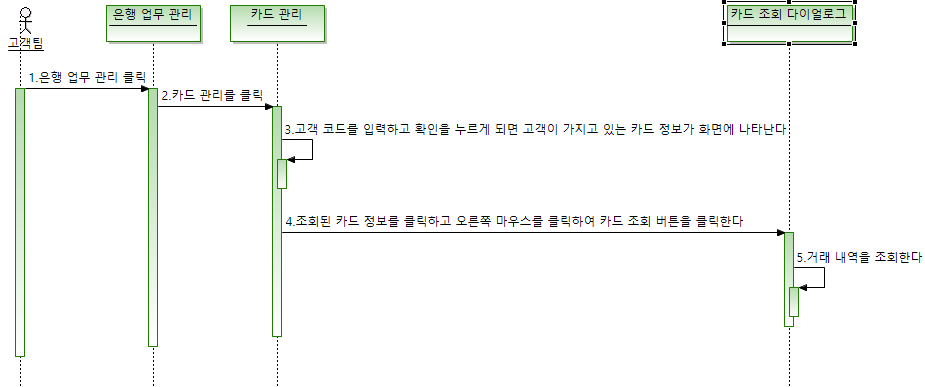 은행 업무 관리
카드 관리
카드 조회 다이얼로그
고객팀
1.은행 업무 관리 클릭
2.카드 관리를 클릭
3.고객 코드를 입력하고 확인을 누르게 되면 고객이 가지고 있는 카드 정보가 화면에 나타난다
4.조회된 카드 정보를 클릭하고 오른쪽 마우스를 클릭하여 카드 조회 버튼을 클릭한다
5.거래 내역을 조회한다